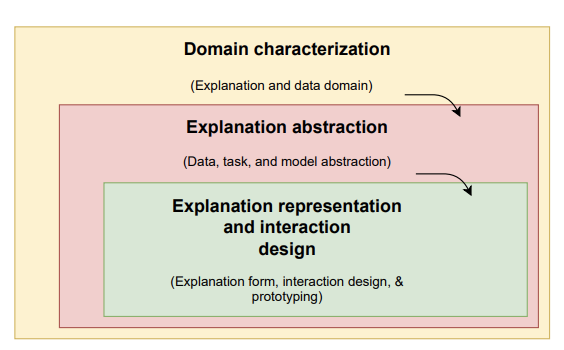 Domain characterization
(Explanation and data domain)
Explanation abstraction
(Data, task, and model abstraction)
Explanation representation
and interaction
design
(Explanation form, interaction design, &
prototyping)